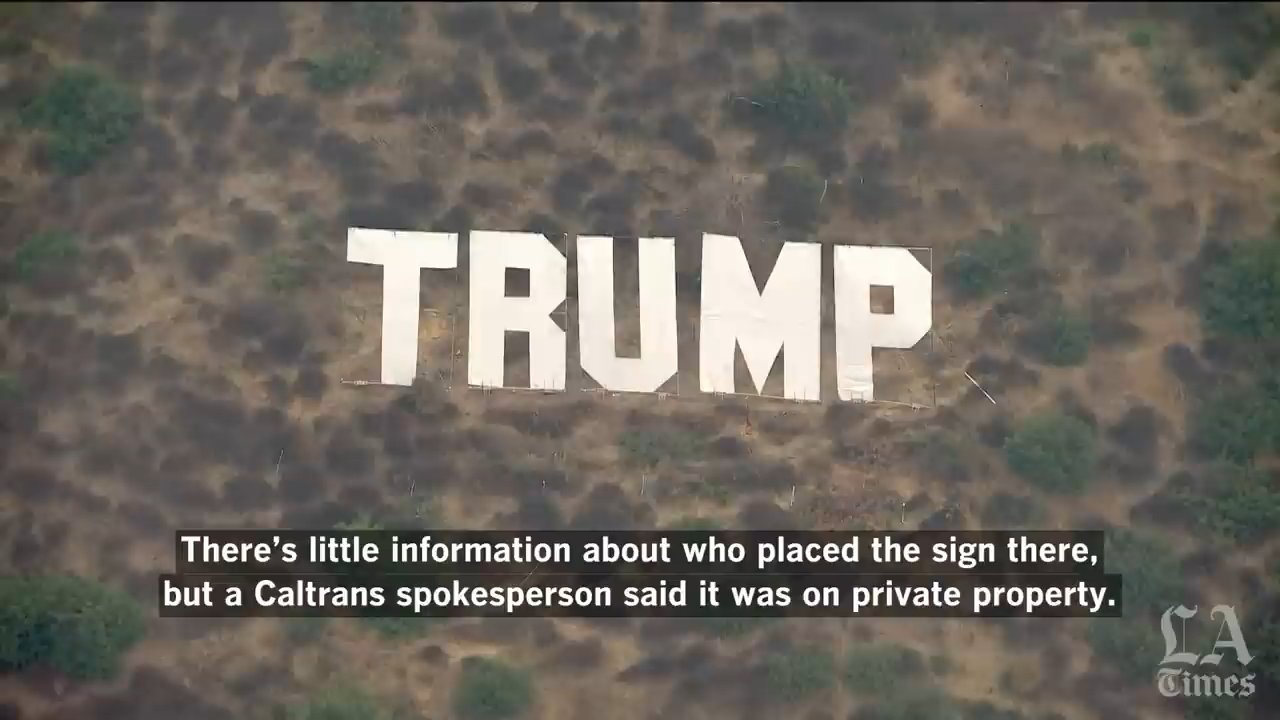 TRUMP
There's little information about who placed the sign there,
but a Caltrans spokesperson said it was on private property.
LA
Times